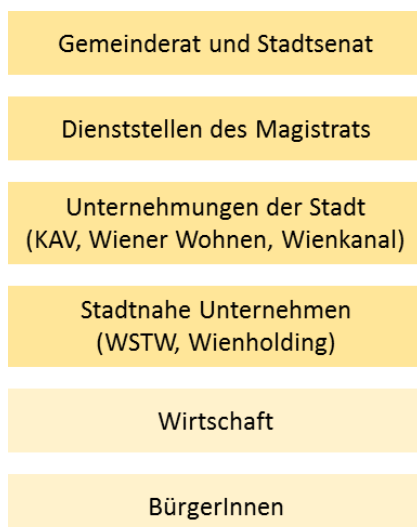 Gemeinderat und Stadtsenat
Dienststellen des Magistrats
Unternehmungen der Stadt
(KAV, Wiener Wohnen, Wienkanal)
Stadtnahe Unternehmen
(WSTW, Wienholding)
Wirtschaft
BürgerInnen